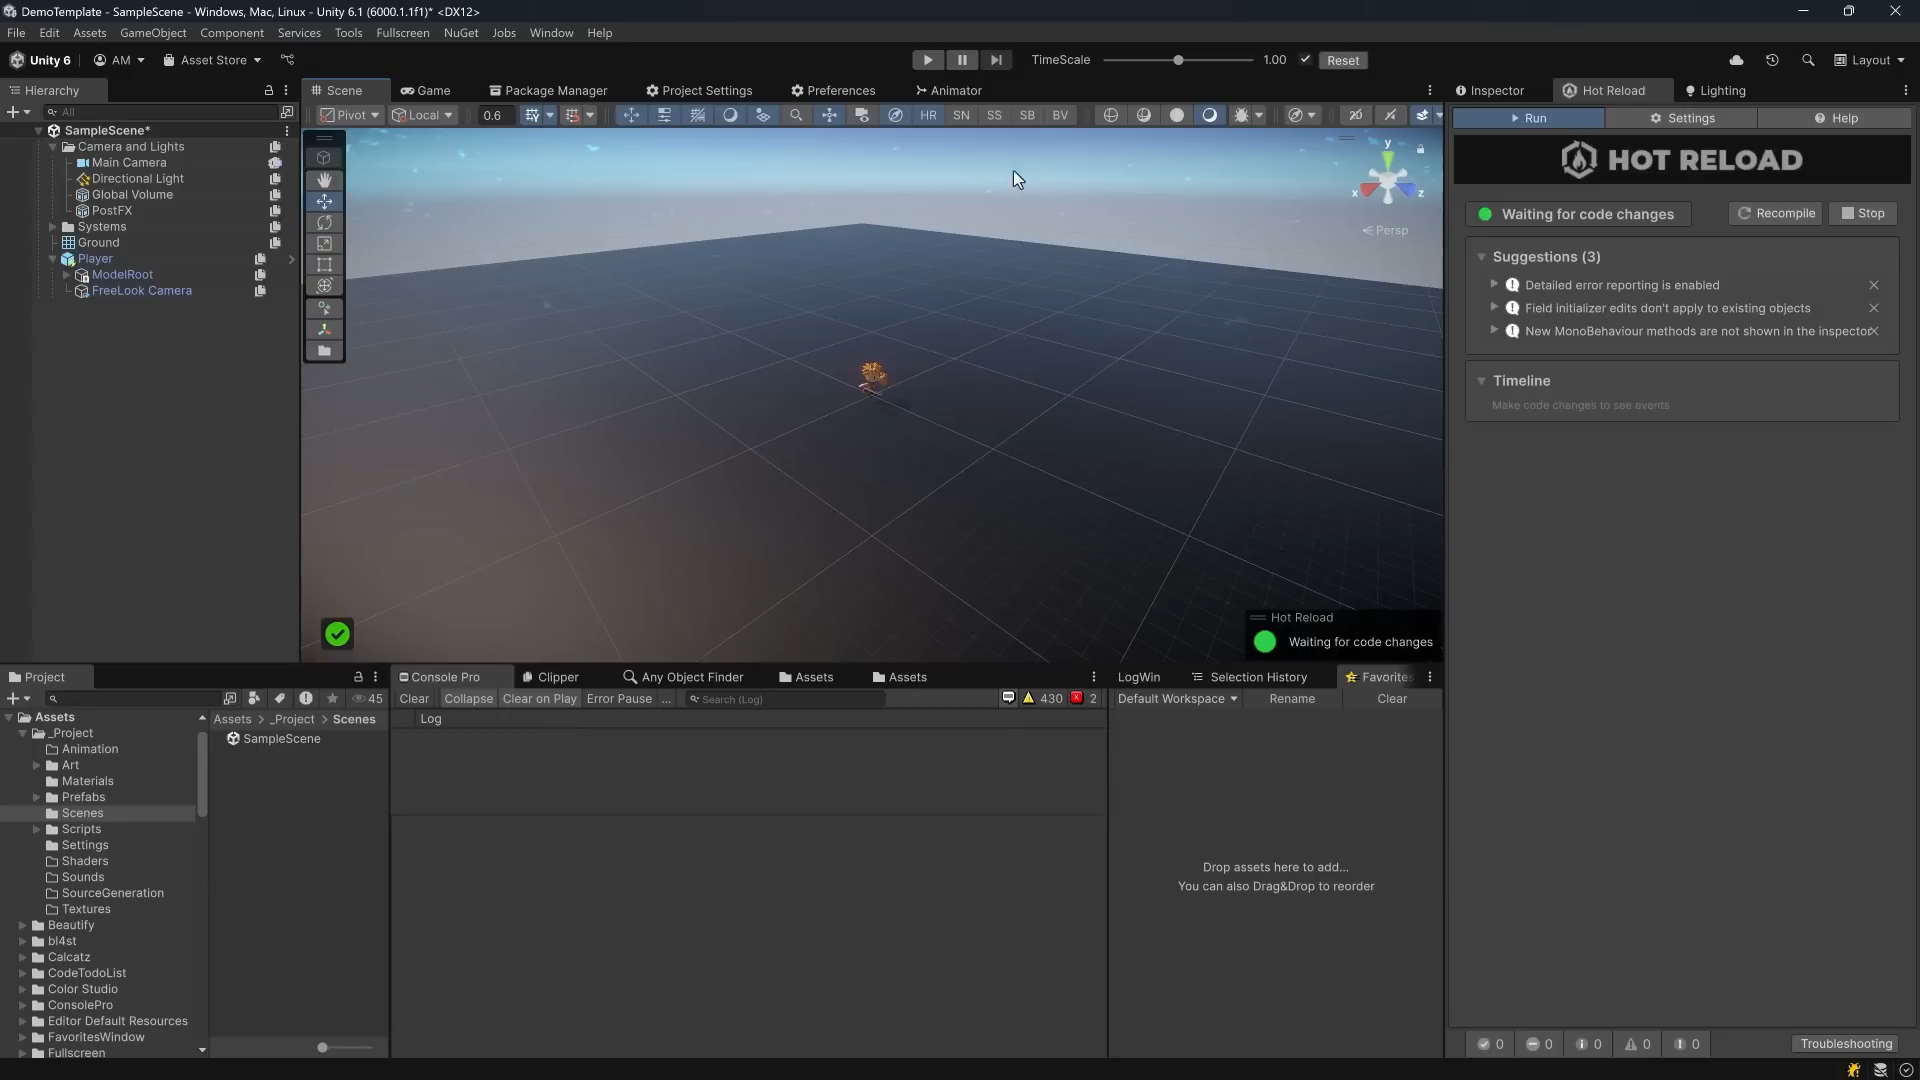 DemoTemplate - SampleScene - Windows, Mac, Linux - Unity 6.1 (6000.1.1f1)* <DX12>
File Edit Assets GameObject Component Services Tools Fullscreen NuGet Jobs Window Help
Unity 6 AM Asset Store TimeScale 1.00 Reset Layout
Hierarchy Scene Game Package Manager Project Settings Preferences Animator Inspector Hot Reload Lighting
All Pivot Local 0.6 HR SN SS SB BV 2D Run Settings Help
SampleScene*
Camera and Lights
Main Camera
Directional Light
Global Volume
PostFX
Systems
Ground
Player
ModelRoot
FreeLook Camera
y
x z
Persp
HOT RELOAD
Waiting for code changes Recompile Stop
Suggestions (3)
Detailed error reporting is enabled
Field initializer edits don't apply to existing objects
New MonoBehaviour methods are not shown in the inspector
Timeline
Make code changes to see events
Hot Reload
Waiting for code changes
Project Console Pro Clipper Any Object Finder Assets Assets LogWin Selection History Favorites
45 Clear Collapse Clear on Play Error Pause ... Search (Log) 430 2 Default Workspace Rename Clear
Assets
_Project
Animation
Art
Materials
Prefabs
Scenes
Scripts
Settings
Shaders
Sounds
SourceGeneration
Textures
Beautify
bl4st
Calcatz
CodeTodoList
Color Studio
ConsolePro
Editor Default Resources
FavoritesWindow
Fullscreen
Assets > _Project > Scenes
SampleScene
Log
Drop assets here to add...
You can also Drag&Drop to reorder
0 0 0 0 0 Troubleshooting